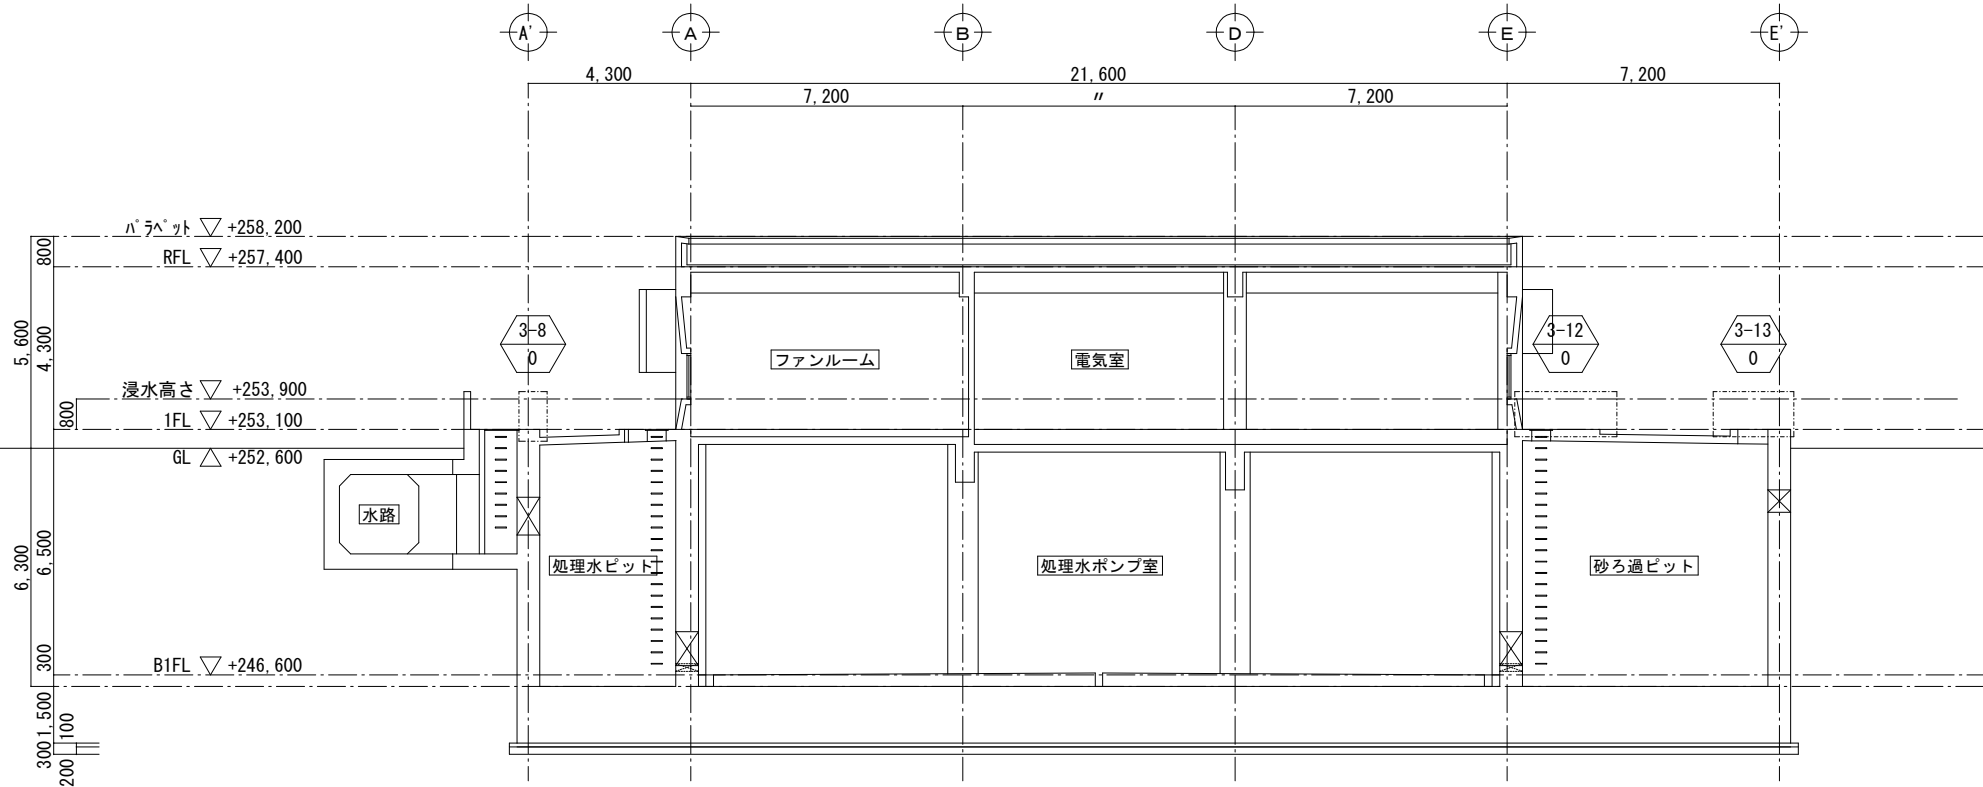 A' A B D E E'
4,300 21,600 7,200
7,200 〃 7,200
パラペット ▽ +258,200
RFL ▽ +257,400
800
5,600
4,300
3-8
0
3-12
0
3-13
0
ファンルーム
電気室
浸水高さ ▽ +253,900
800
1FL ▽ +253,100
GL △ +252,600
水路
6,300
6,500
処理水ピット
処理水ポンプ室
砂ろ過ピット
300
B1FL ▽ +246,600
1,500
100
300
200